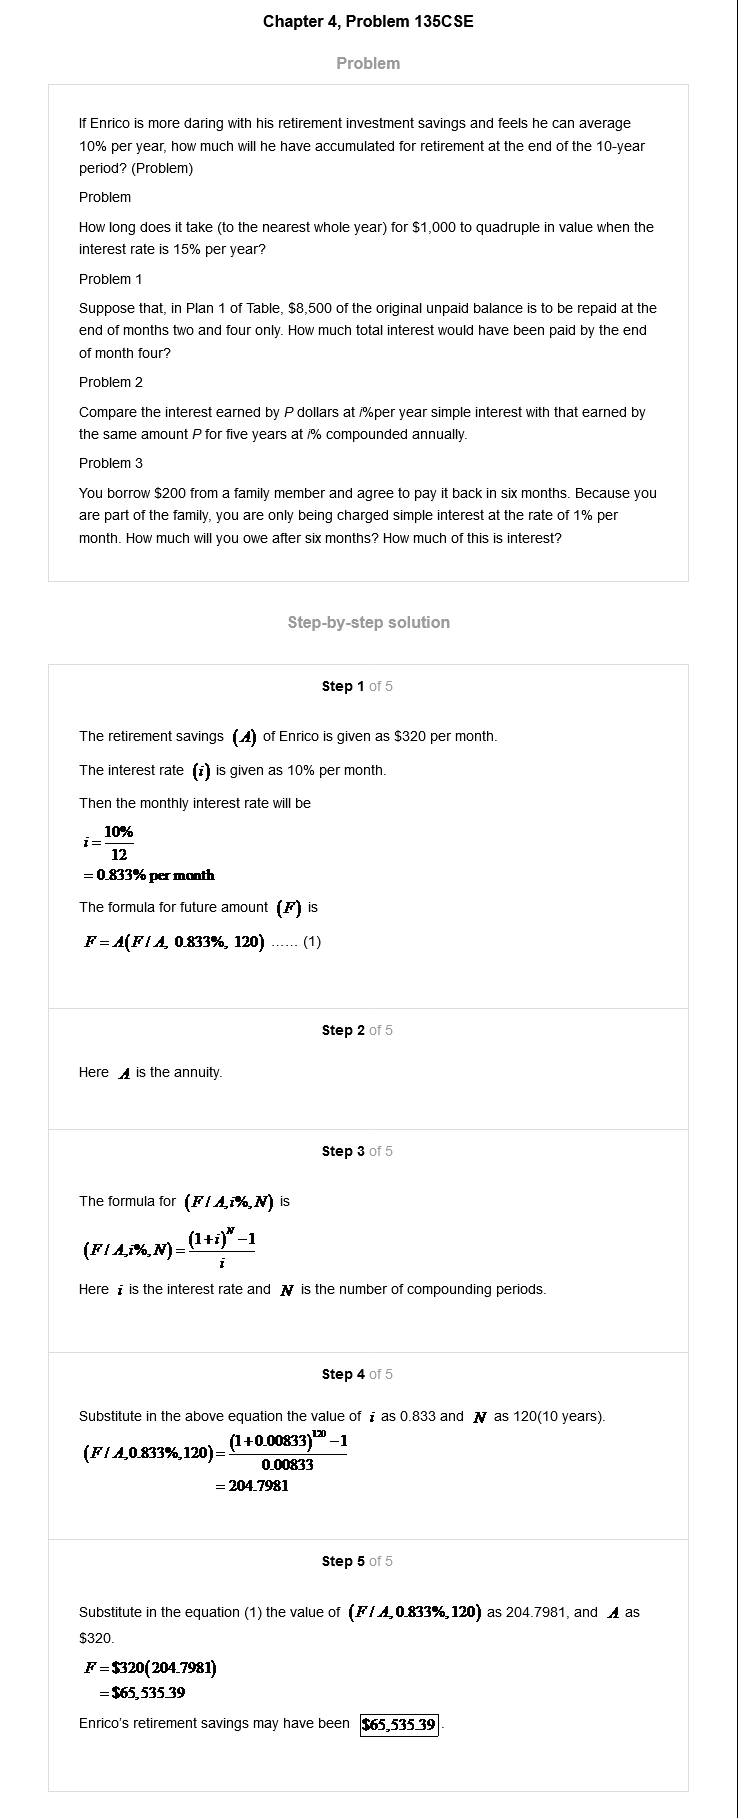 Chapter 4, Problem 135CSE
Problem
If Enrico is more daring with his retirement investment savings and feels he can average
10% per year, how much will he have accumulated for retirement at the end of the 10-year
period? (Problem)
Problem
How long does it take (to the nearest whole year) for $1,000 to quadruple in value when the
interest rate is 15% per year?
Problem 1
Suppose that, in Plan 1 of Table, $8,500 of the original unpaid balance is to be repaid at the
end of months two and four only. How much total interest would have been paid by the end
of month four?
Problem 2
Compare the interest earned by P dollars at i%per year simple interest with that earned by
the same amount P for five years at i% compounded annually.
Problem 3
You borrow $200 from a family member and agree to pay it back in six months. Because you
are part of the family, you are only being charged simple interest at the rate of 1% per
month. How much will you owe after six months? How much of this is interest?
Step-by-step solution
Step 1 of 5
The retirement savings (A) of Enrico is given as $320 per month.
The interest rate (i) is given as 10% per month.
Then the monthly interest rate will be
i = 10%/12
= 0.833% per month
The formula for future amount (F) is
F = A(F / A, 0.833%, 120) ...... (1)
Step 2 of 5
Here A is the annuity.
Step 3 of 5
The formula for (F / A,i%,N) is
(F / A,i%,N) = ((1+i)^N −1)/i
Here i is the interest rate and N is the number of compounding periods.
Step 4 of 5
Substitute in the above equation the value of i as 0.833 and N as 120(10 years).
(F / A,0.833%,120) = ((1+0.00833)^120 −1)/0.00833
= 204.7981
Step 5 of 5
Substitute in the equation (1) the value of (F / A, 0.833%,120) as 204.7981, and A as
$320.
F = $320(204.7981)
= $65,535.39
Enrico's retirement savings may have been $65,535.39.